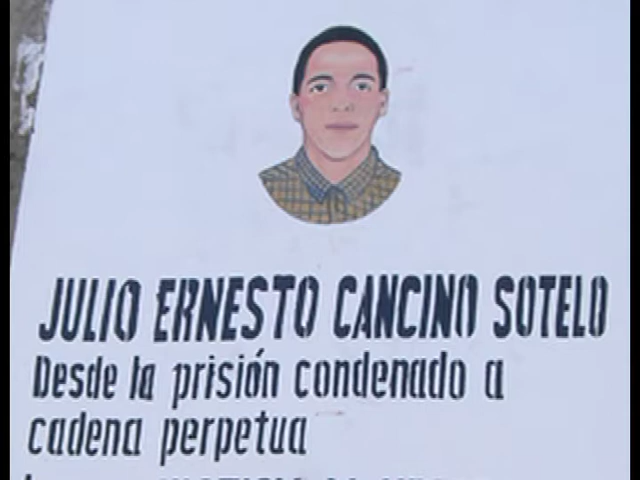 JULIO ERNESTO CANCINO SOTELO
Desde la prisión condenado a
cadena perpetua